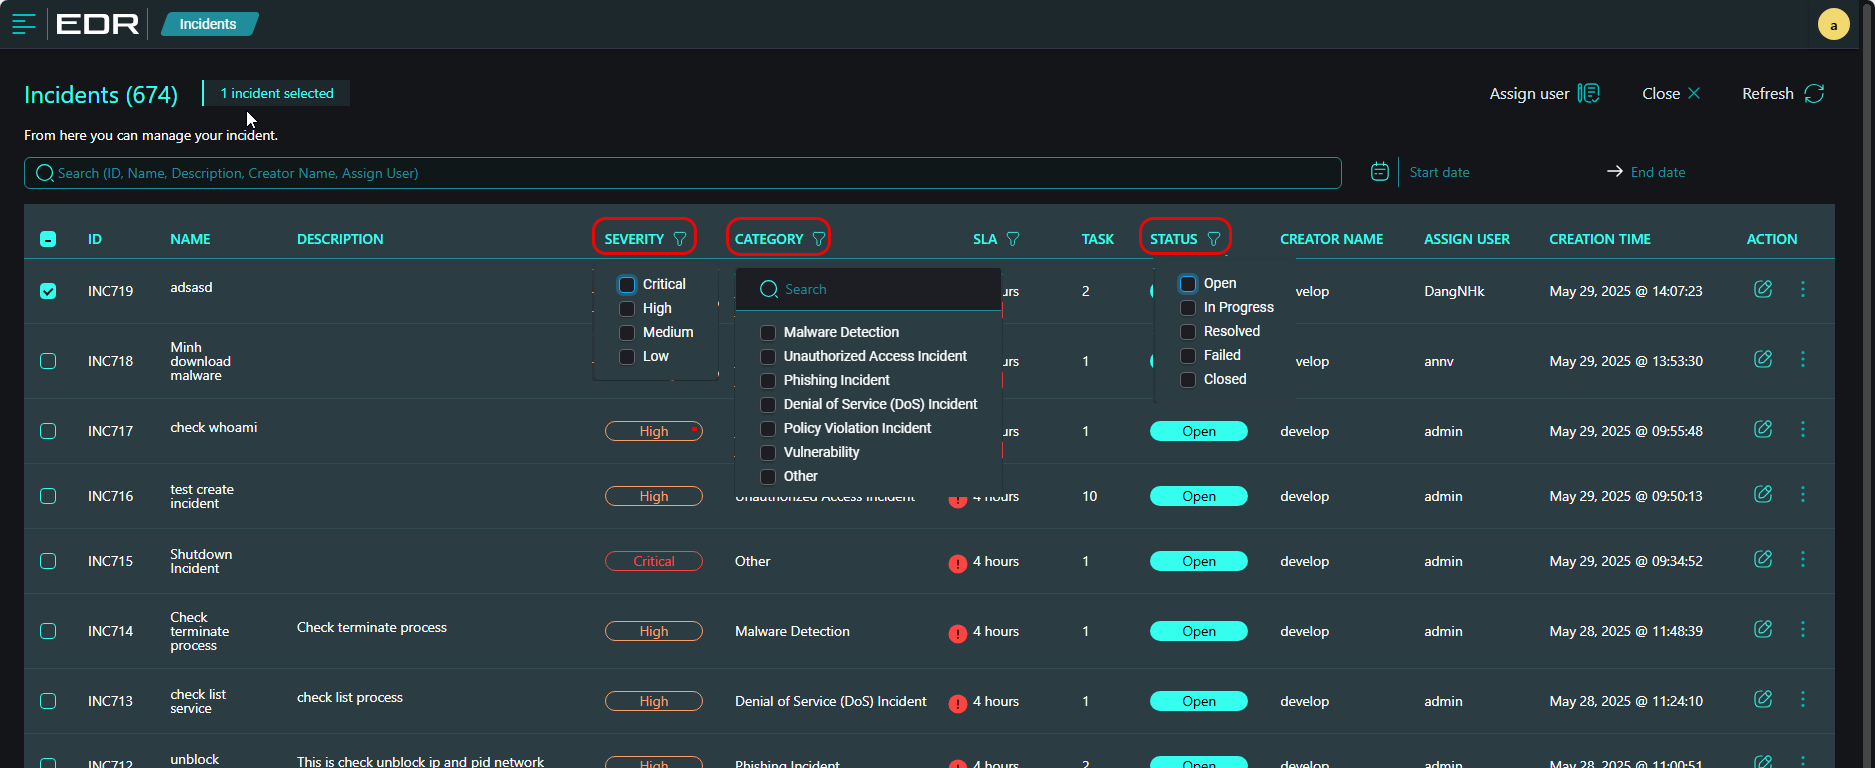 EDR
Incidents
a
Incidents (674)
1 incident selected
Assign user
Close
Refresh
From here you can manage your incident.
Search (ID, Name, Description, Creator Name, Assign User)
Start date
End date
ID NAME DESCRIPTION SEVERITY CATEGORY SLA TASK STATUS CREATOR NAME ASSIGN USER CREATION TIME ACTION
Critical
High
Medium
Low
Search
Malware Detection
Unauthorized Access Incident
Phishing Incident
Denial of Service (DoS) Incident
Policy Violation Incident
Vulnerability
Other
Open
In Progress
Resolved
Failed
Closed
INC719 adsasd urs 2 velop DangNHk May 29, 2025 @ 14:07:23
INC718 Minh download malware urs 1 velop annv May 29, 2025 @ 13:53:30
INC717 check whoami High urs 1 Open develop admin May 29, 2025 @ 09:55:48
INC716 test create incident High Unauthorized Access Incident 4 hours 10 Open develop admin May 29, 2025 @ 09:50:13
INC715 Shutdown Incident Critical Other 4 hours 1 Open develop admin May 29, 2025 @ 09:34:52
INC714 Check terminate process Check terminate process High Malware Detection 4 hours 1 Open develop admin May 28, 2025 @ 11:48:39
INC713 check list service check list process High Denial of Service (DoS) Incident 4 hours 1 Open develop admin May 28, 2025 @ 11:24:10
INC712 unblock This is check unblock ip and pid network High Phishing Incident 4 hours 2 Open develop admin May 28, 2025 @ 11:00:51